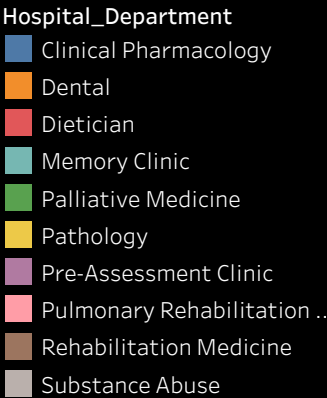 Hospital_Department
Clinical Pharmacology
Dental
Dietician
Memory Clinic
Palliative Medicine
Pathology
Pre-Assessment Clinic
Pulmonary Rehabilitation ..
Rehabilitation Medicine
Substance Abuse